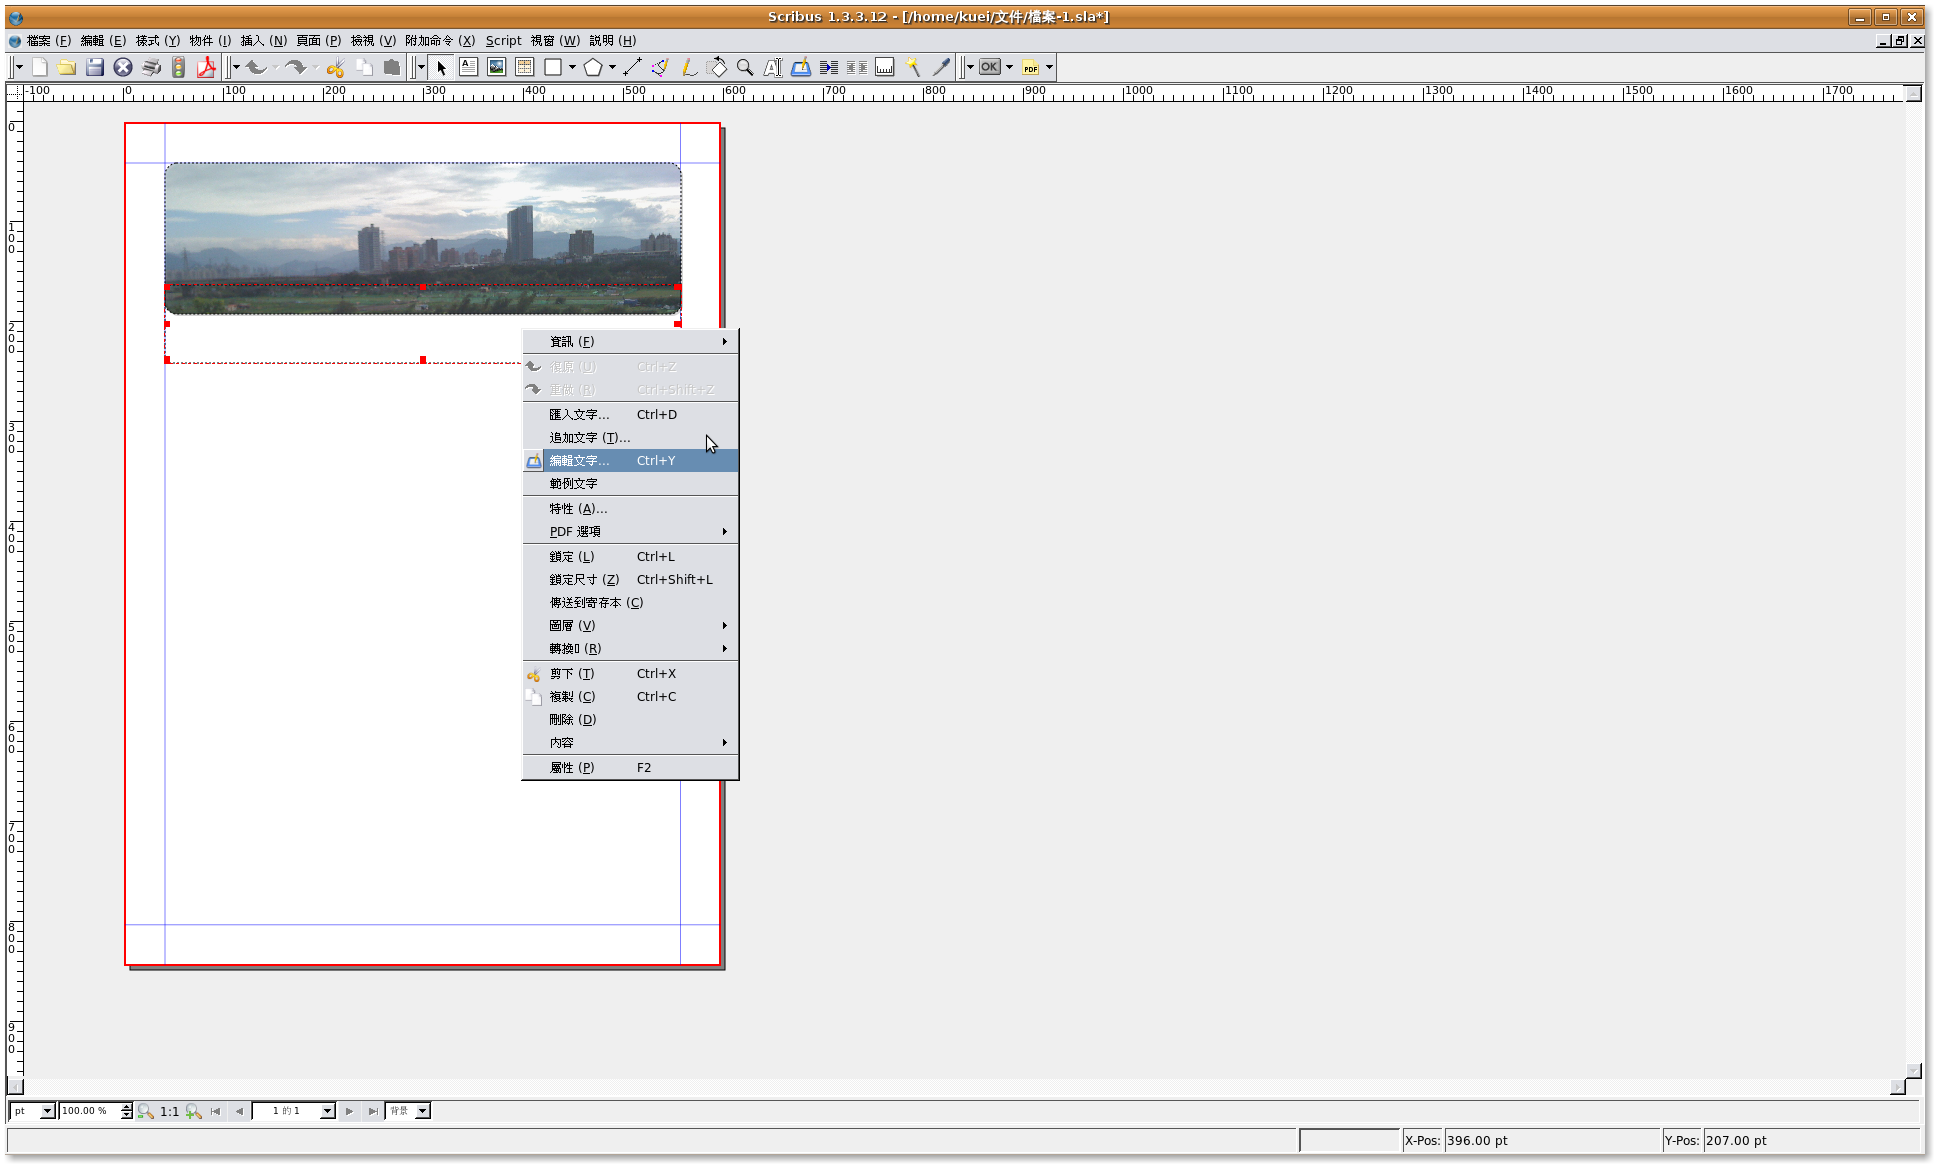 Scribus 1.3.3.12 - [/home/kuei/文件/檔案-1.sla*]
檔案 (F) 編輯 (E) 樣式 (Y) 物件 (I) 插入 (N) 頁面 (P) 檢視 (V) 附加命令 (X) Script 視窗 (W) 説明 (H)
OK PDF
-100 0 100 200 300 400 500 600 700 800 900 1000 1100 1200 1300 1400 1500 1600 1700
0
100
200
300
400
500
600
700
800
900
資訊 (F)
復原 (U) Ctrl+Z
重做 (R) Ctrl+Shift+Z
匯入文字... Ctrl+D
追加文字 (T)...
編輯文字... Ctrl+Y
範例文字
特性 (A)...
PDF 選項
鎖定 (L) Ctrl+L
鎖定尺寸 (Z) Ctrl+Shift+L
傳送到寄存本 (C)
圖層 (V)
轉換 (R)
剪下 (T) Ctrl+X
複製 (C) Ctrl+C
刪除 (D)
內容
屬性 (P) F2
pt 100.00 % 1:1 1 的 1 背景
X-Pos: 396.00 pt Y-Pos: 207.00 pt